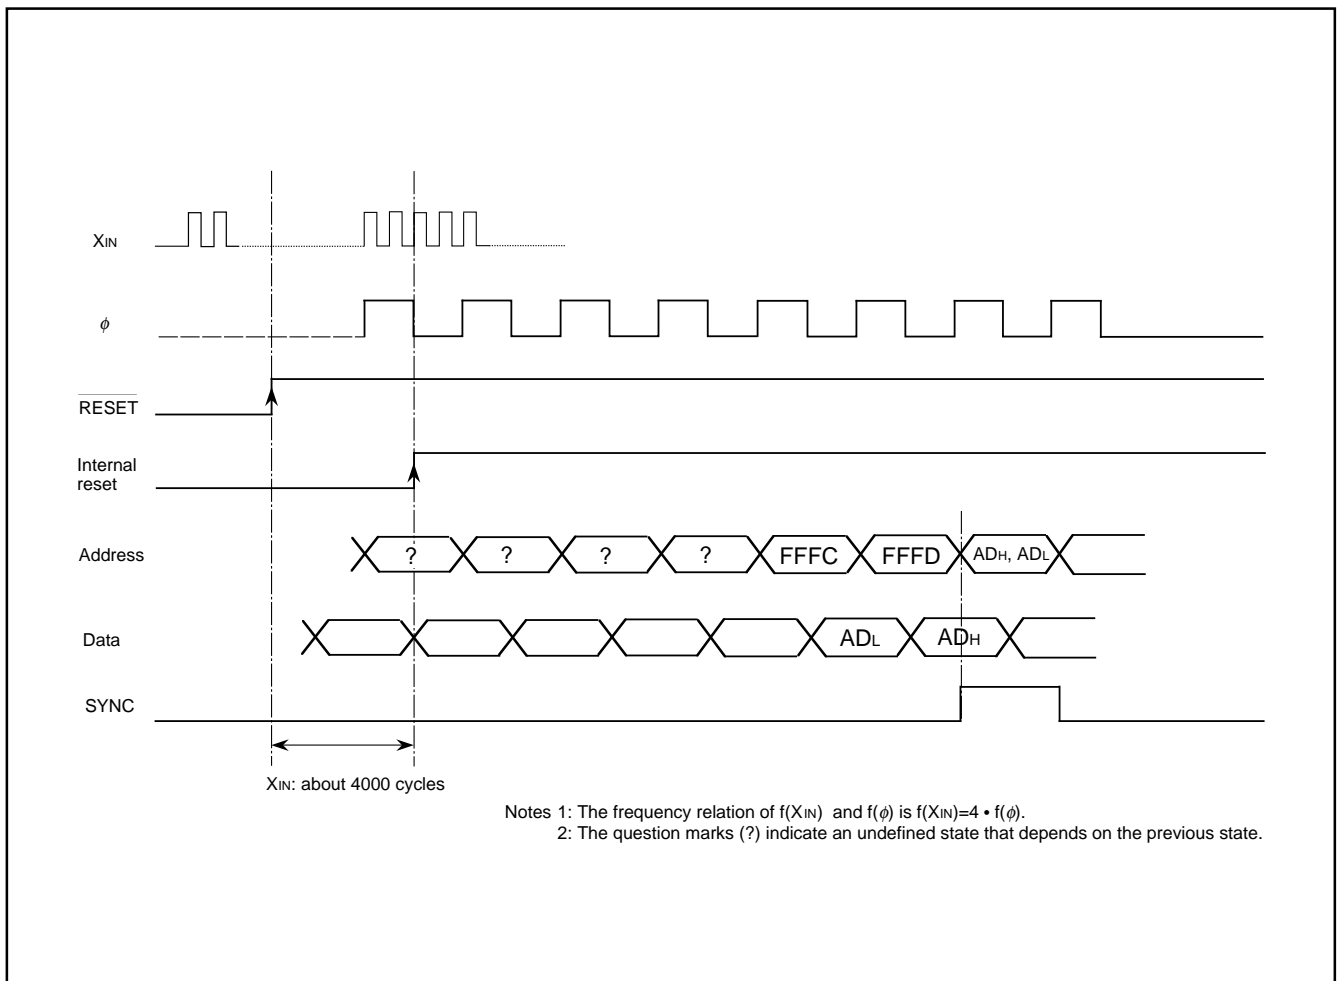 XIN
ϕ
RESET
Internal
reset
Address
? ? ? ? FFFC FFFD ADH, ADL
Data
ADL ADH
SYNC
XIN: about 4000 cycles
Notes 1: The frequency relation of f(XIN) and f(ϕ) is f(XIN)=4 • f(ϕ).
2: The question marks (?) indicate an undefined state that depends on the previous state.